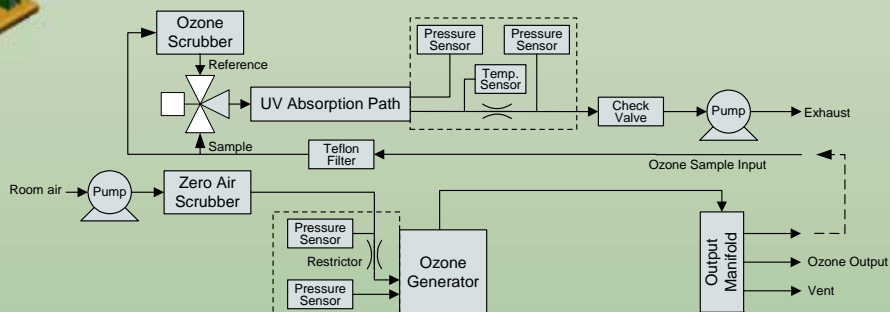 Ozone
Scrubber
Pressure
Sensor
Pressure
Sensor
Temp.
Sensor
Reference
UV Absorption Path
Check
Valve
Pump
Exhaust
Sample
Teflon
Filter
Ozone Sample Input
Room air
Pump
Zero Air
Scrubber
Pressure
Sensor
Restrictor
Pressure
Sensor
Ozone
Generator
Output
Manifold
Ozone Output
Vent